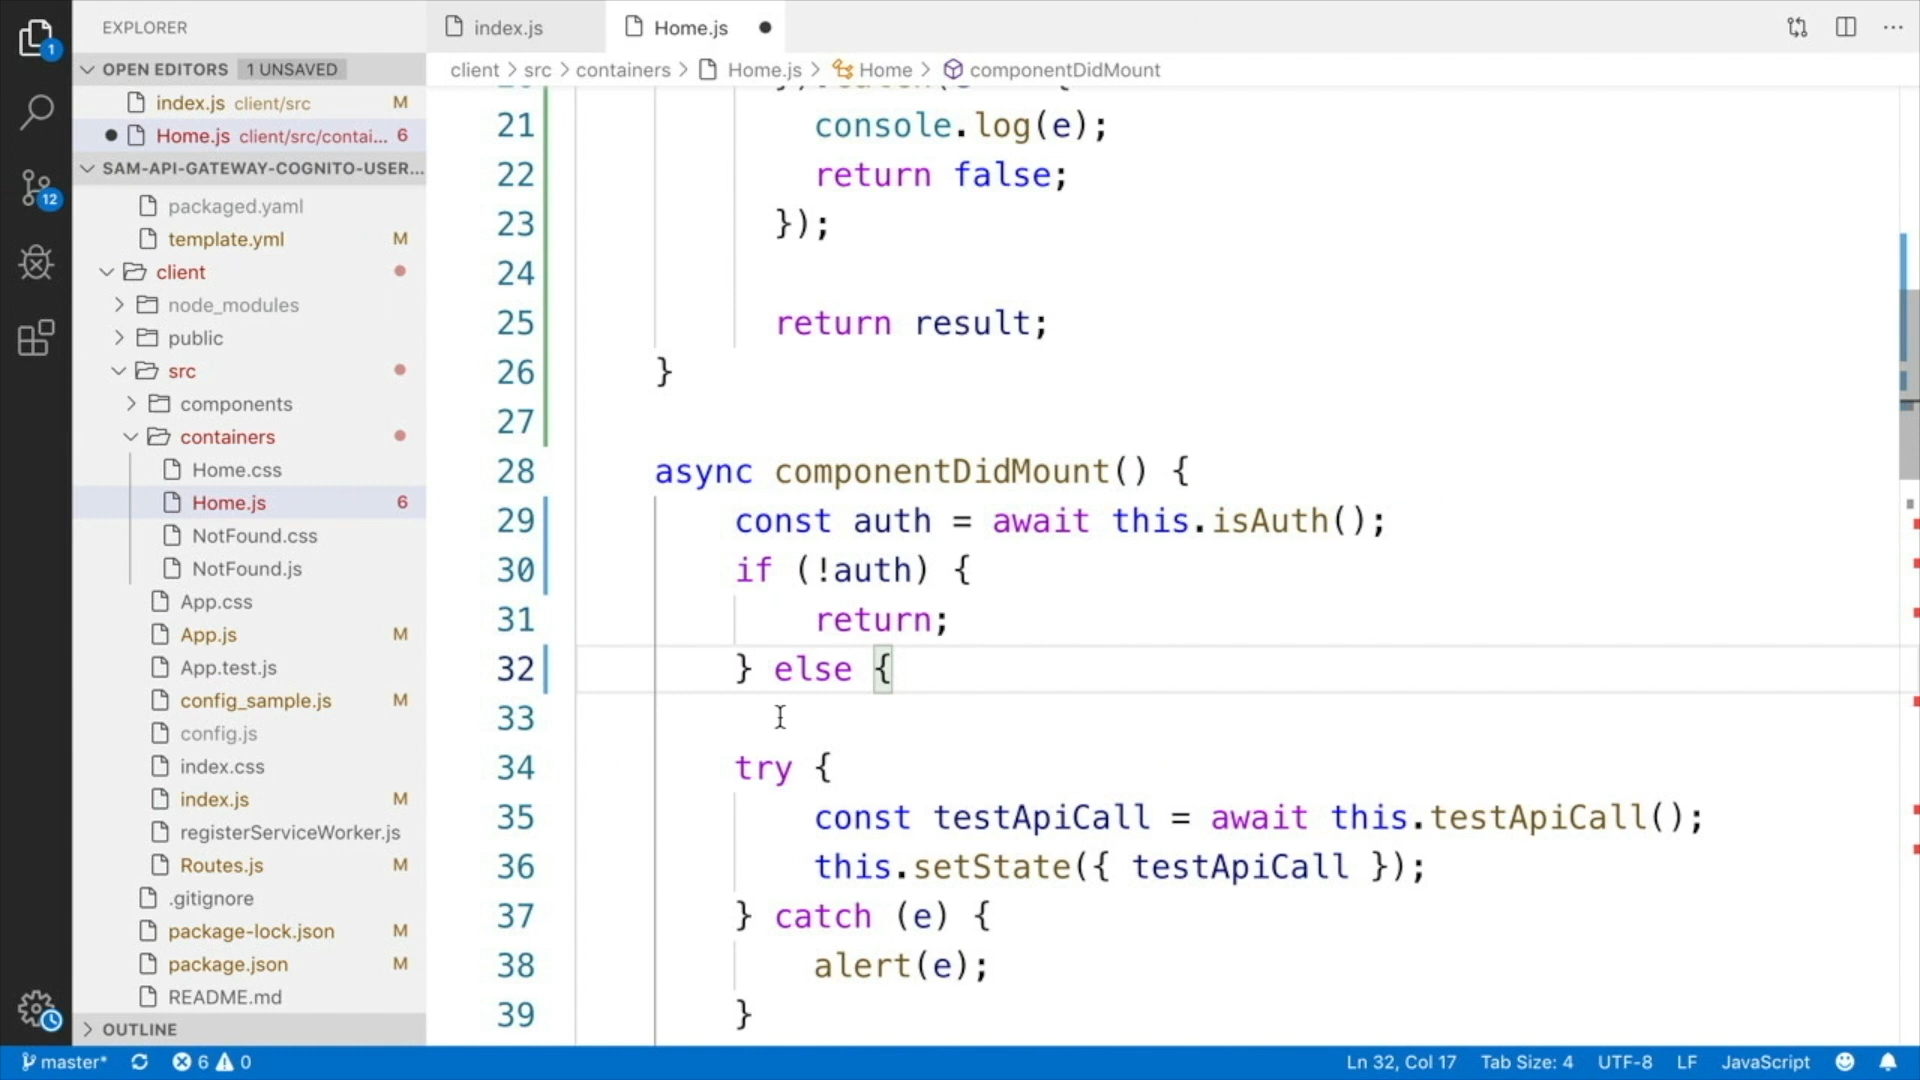 EXPLORER
OPEN EDITORS 1 UNSAVED
index.js client/src M
Home.js client/src/contai... 6
SAM-API-GATEWAY-COGNITO-USER...
packaged.yaml
template.yml M
client
node_modules
public
src
components
containers
Home.css
Home.js 6
NotFound.css
NotFound.js
App.css
App.js M
App.test.js
config_sample.js M
config.js
index.css
index.js M
registerServiceWorker.js
Routes.js M
.gitignore
package-lock.json M
package.json M
README.md
OUTLINE
1
12
index.js
Home.js
client > src > containers > Home.js > Home > componentDidMount
21 console.log(e);
22 return false;
23 });
24
25 return result;
26 }
27
28 async componentDidMount() {
29 const auth = await this.isAuth();
30 if (!auth) {
31 return;
32 } else {
33
34 try {
35 const testApiCall = await this.testApiCall();
36 this.setState({ testApiCall });
37 } catch (e) {
38 alert(e);
39 }
master* 6 0 Ln 32, Col 17 Tab Size: 4 UTF-8 LF JavaScript